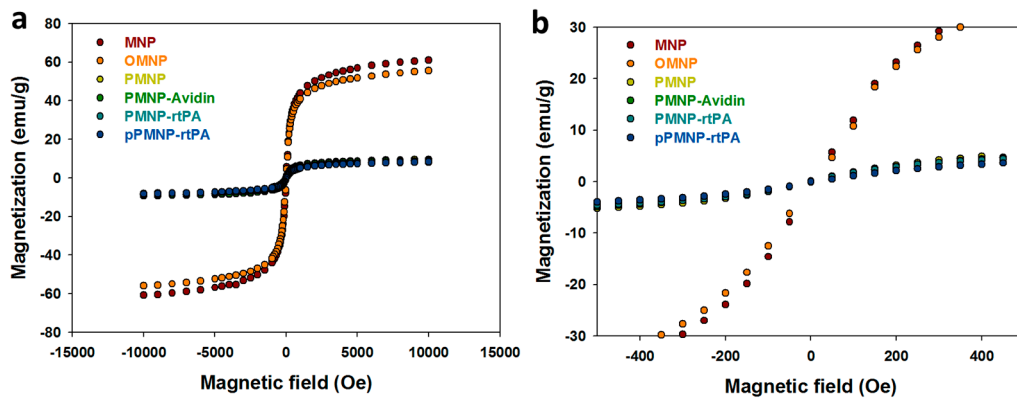 a
80
60
40
20
0
-20
-40
-60
-80
Magnetization (emu/g)
MNP
OMNP
PMNP
PMNP-Avidin
PMNP-rtPA
pPMNP-rtPA
-15000 -10000 -5000 0 5000 10000 15000
Magnetic field (Oe)
b
30
20
10
0
-10
-20
-30
Magnetization (emu/g)
MNP
OMNP
PMNP
PMNP-Avidin
PMNP-rtPA
pPMNP-rtPA
-400 -200 0 200 400
Magnetic field (Oe)